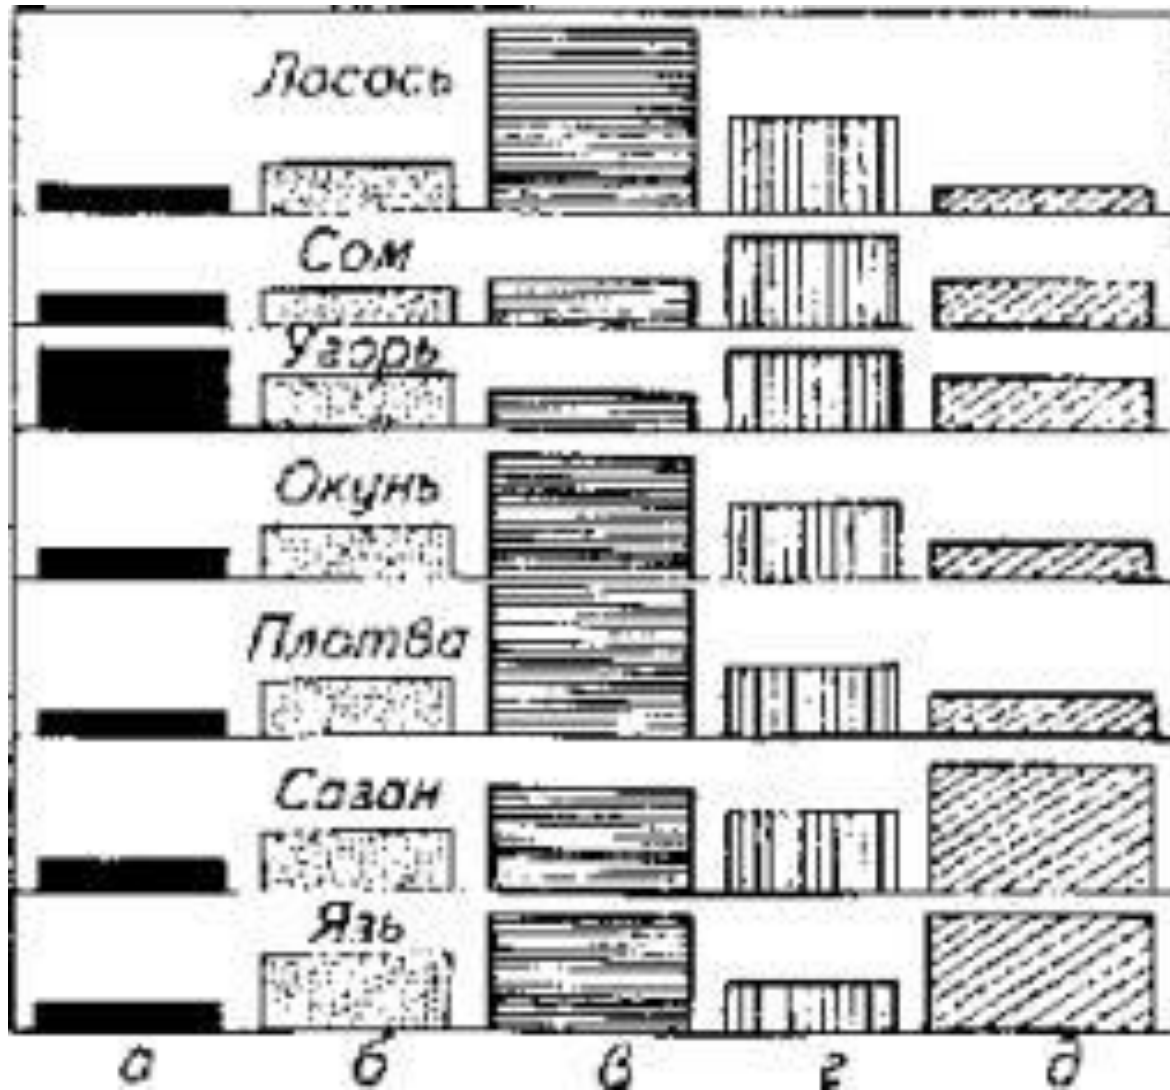 Лосось
Сом
Угорь
Окунь
Плотва
Сазан
Язь
а б в г д